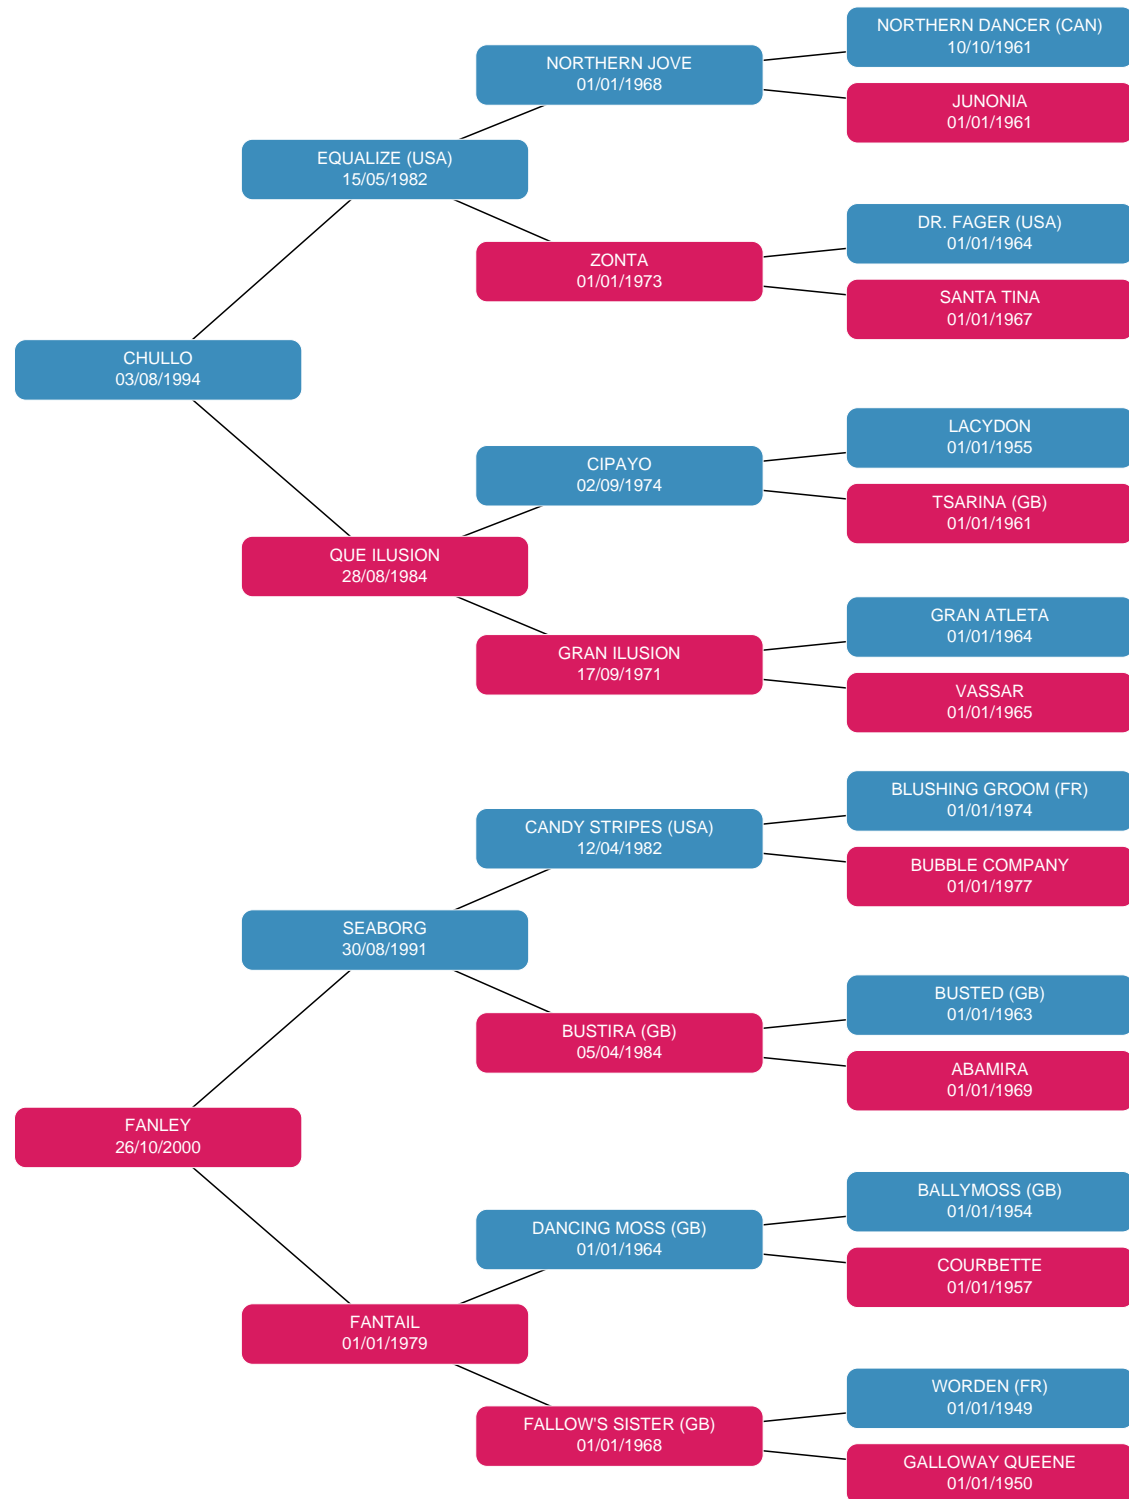 NORTHERN DANCER (CAN)
10/10/1961
NORTHERN JOVE
01/01/1968
JUNONIA
01/01/1961
EQUALIZE (USA)
15/05/1982
DR. FAGER (USA)
01/01/1964
ZONTA
01/01/1973
SANTA TINA
01/01/1967
CHULLO
03/08/1994
LACYDON
01/01/1955
CIPAYO
02/09/1974
TSARINA (GB)
01/01/1961
QUE ILUSION
28/08/1984
GRAN ATLETA
01/01/1964
GRAN ILUSION
17/09/1971
VASSAR
01/01/1965
BLUSHING GROOM (FR)
01/01/1974
CANDY STRIPES (USA)
12/04/1982
BUBBLE COMPANY
01/01/1977
SEABORG
30/08/1991
BUSTED (GB)
01/01/1963
BUSTIRA (GB)
05/04/1984
ABAMIRA
01/01/1969
FANLEY
26/10/2000
BALLYMOSS (GB)
01/01/1954
DANCING MOSS (GB)
01/01/1964
COURBETTE
01/01/1957
FANTAIL
01/01/1979
WORDEN (FR)
01/01/1949
FALLOW'S SISTER (GB)
01/01/1968
GALLOWAY QUEENE
01/01/1950